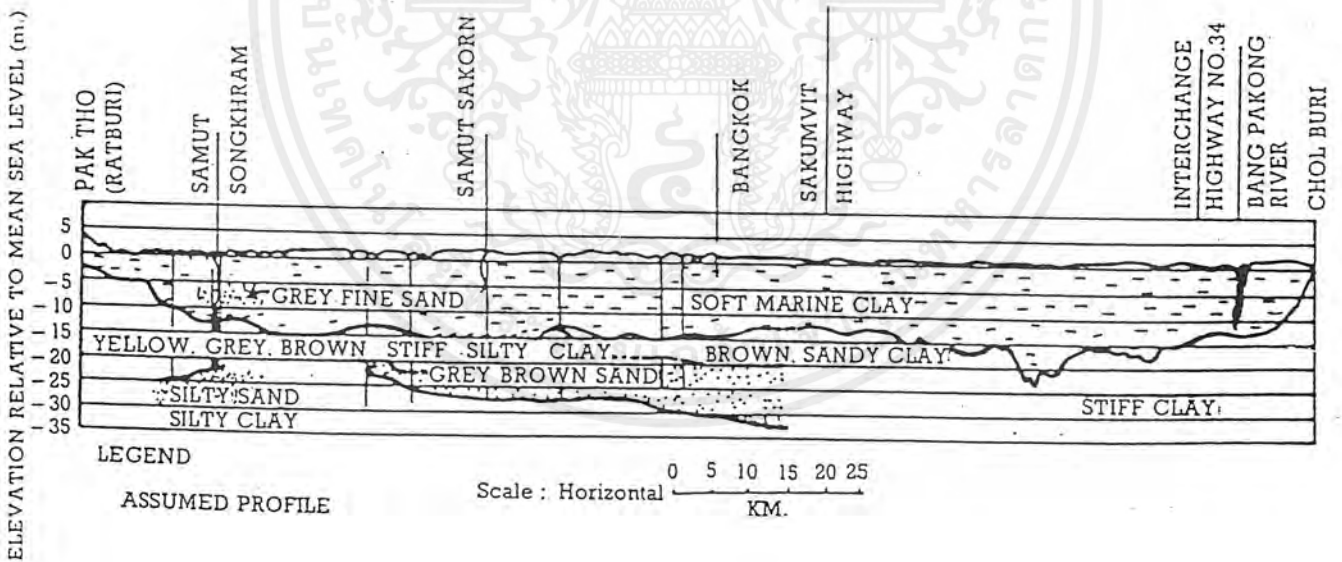 ELEVATION RELATIVE TO MEAN SEA LEVEL (m.)
PAK THO
(RATBURI)
SAMUT
SONGKHRAM
SAMUT SAKORN
BANGKOK
SAKUMVIT
HIGHWAY
INTERCHANGE
HIGHWAY NO.34
BANG PAKONG
RIVER
CHOL BURI
5
0
-5
-10
-15
-20
-25
-30
-35
GREY FINE SAND
SOFT MARINE CLAY
YELLOW. GREY. BROWN STIFF SILTY CLAY
BROWN. SANDY CLAY
GREY BROWN SAND
SILTY SAND
SILTY CLAY
STIFF CLAY
LEGEND
ASSUMED PROFILE
Scale : Horizontal
0 5 10 15 20 25
KM.